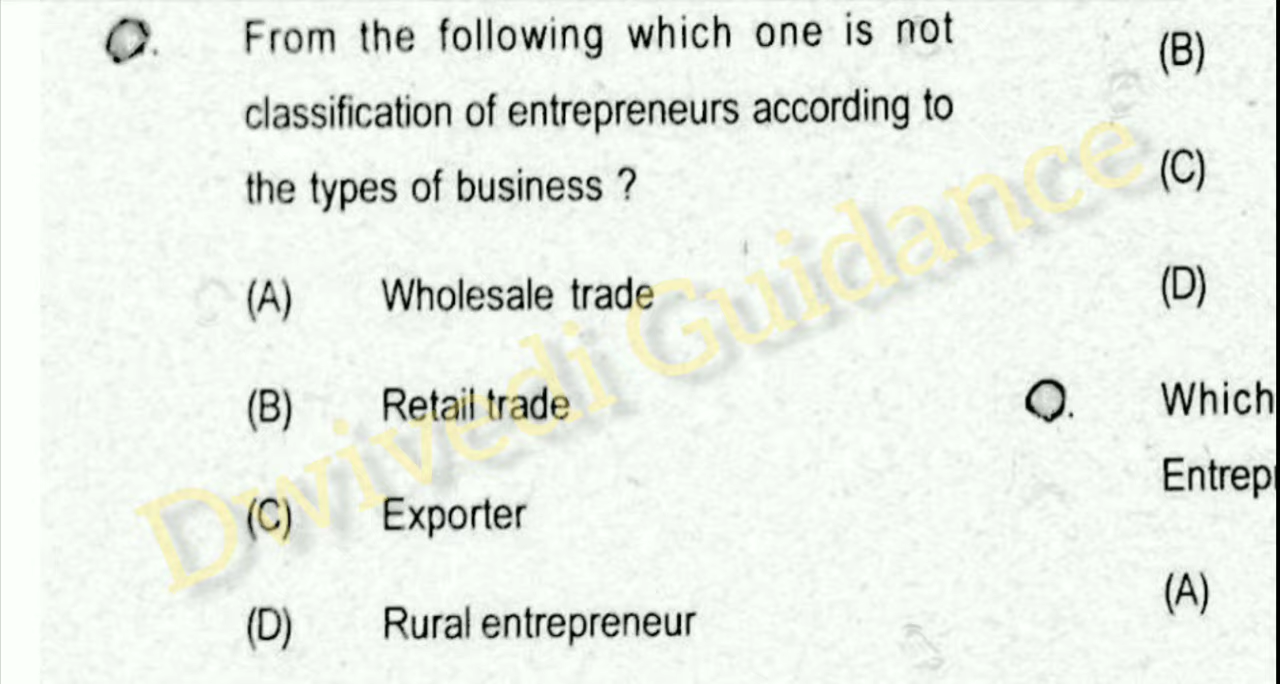 Q. From the following which one is not
classification of entrepreneurs according to
the types of business ?
(A) Wholesale trade
(B) Retail trade
(C) Exporter
(D) Rural entrepreneur
(B)
(C)
(D)
Q. Which
Entrep
(A)
Dwivedi Guidance